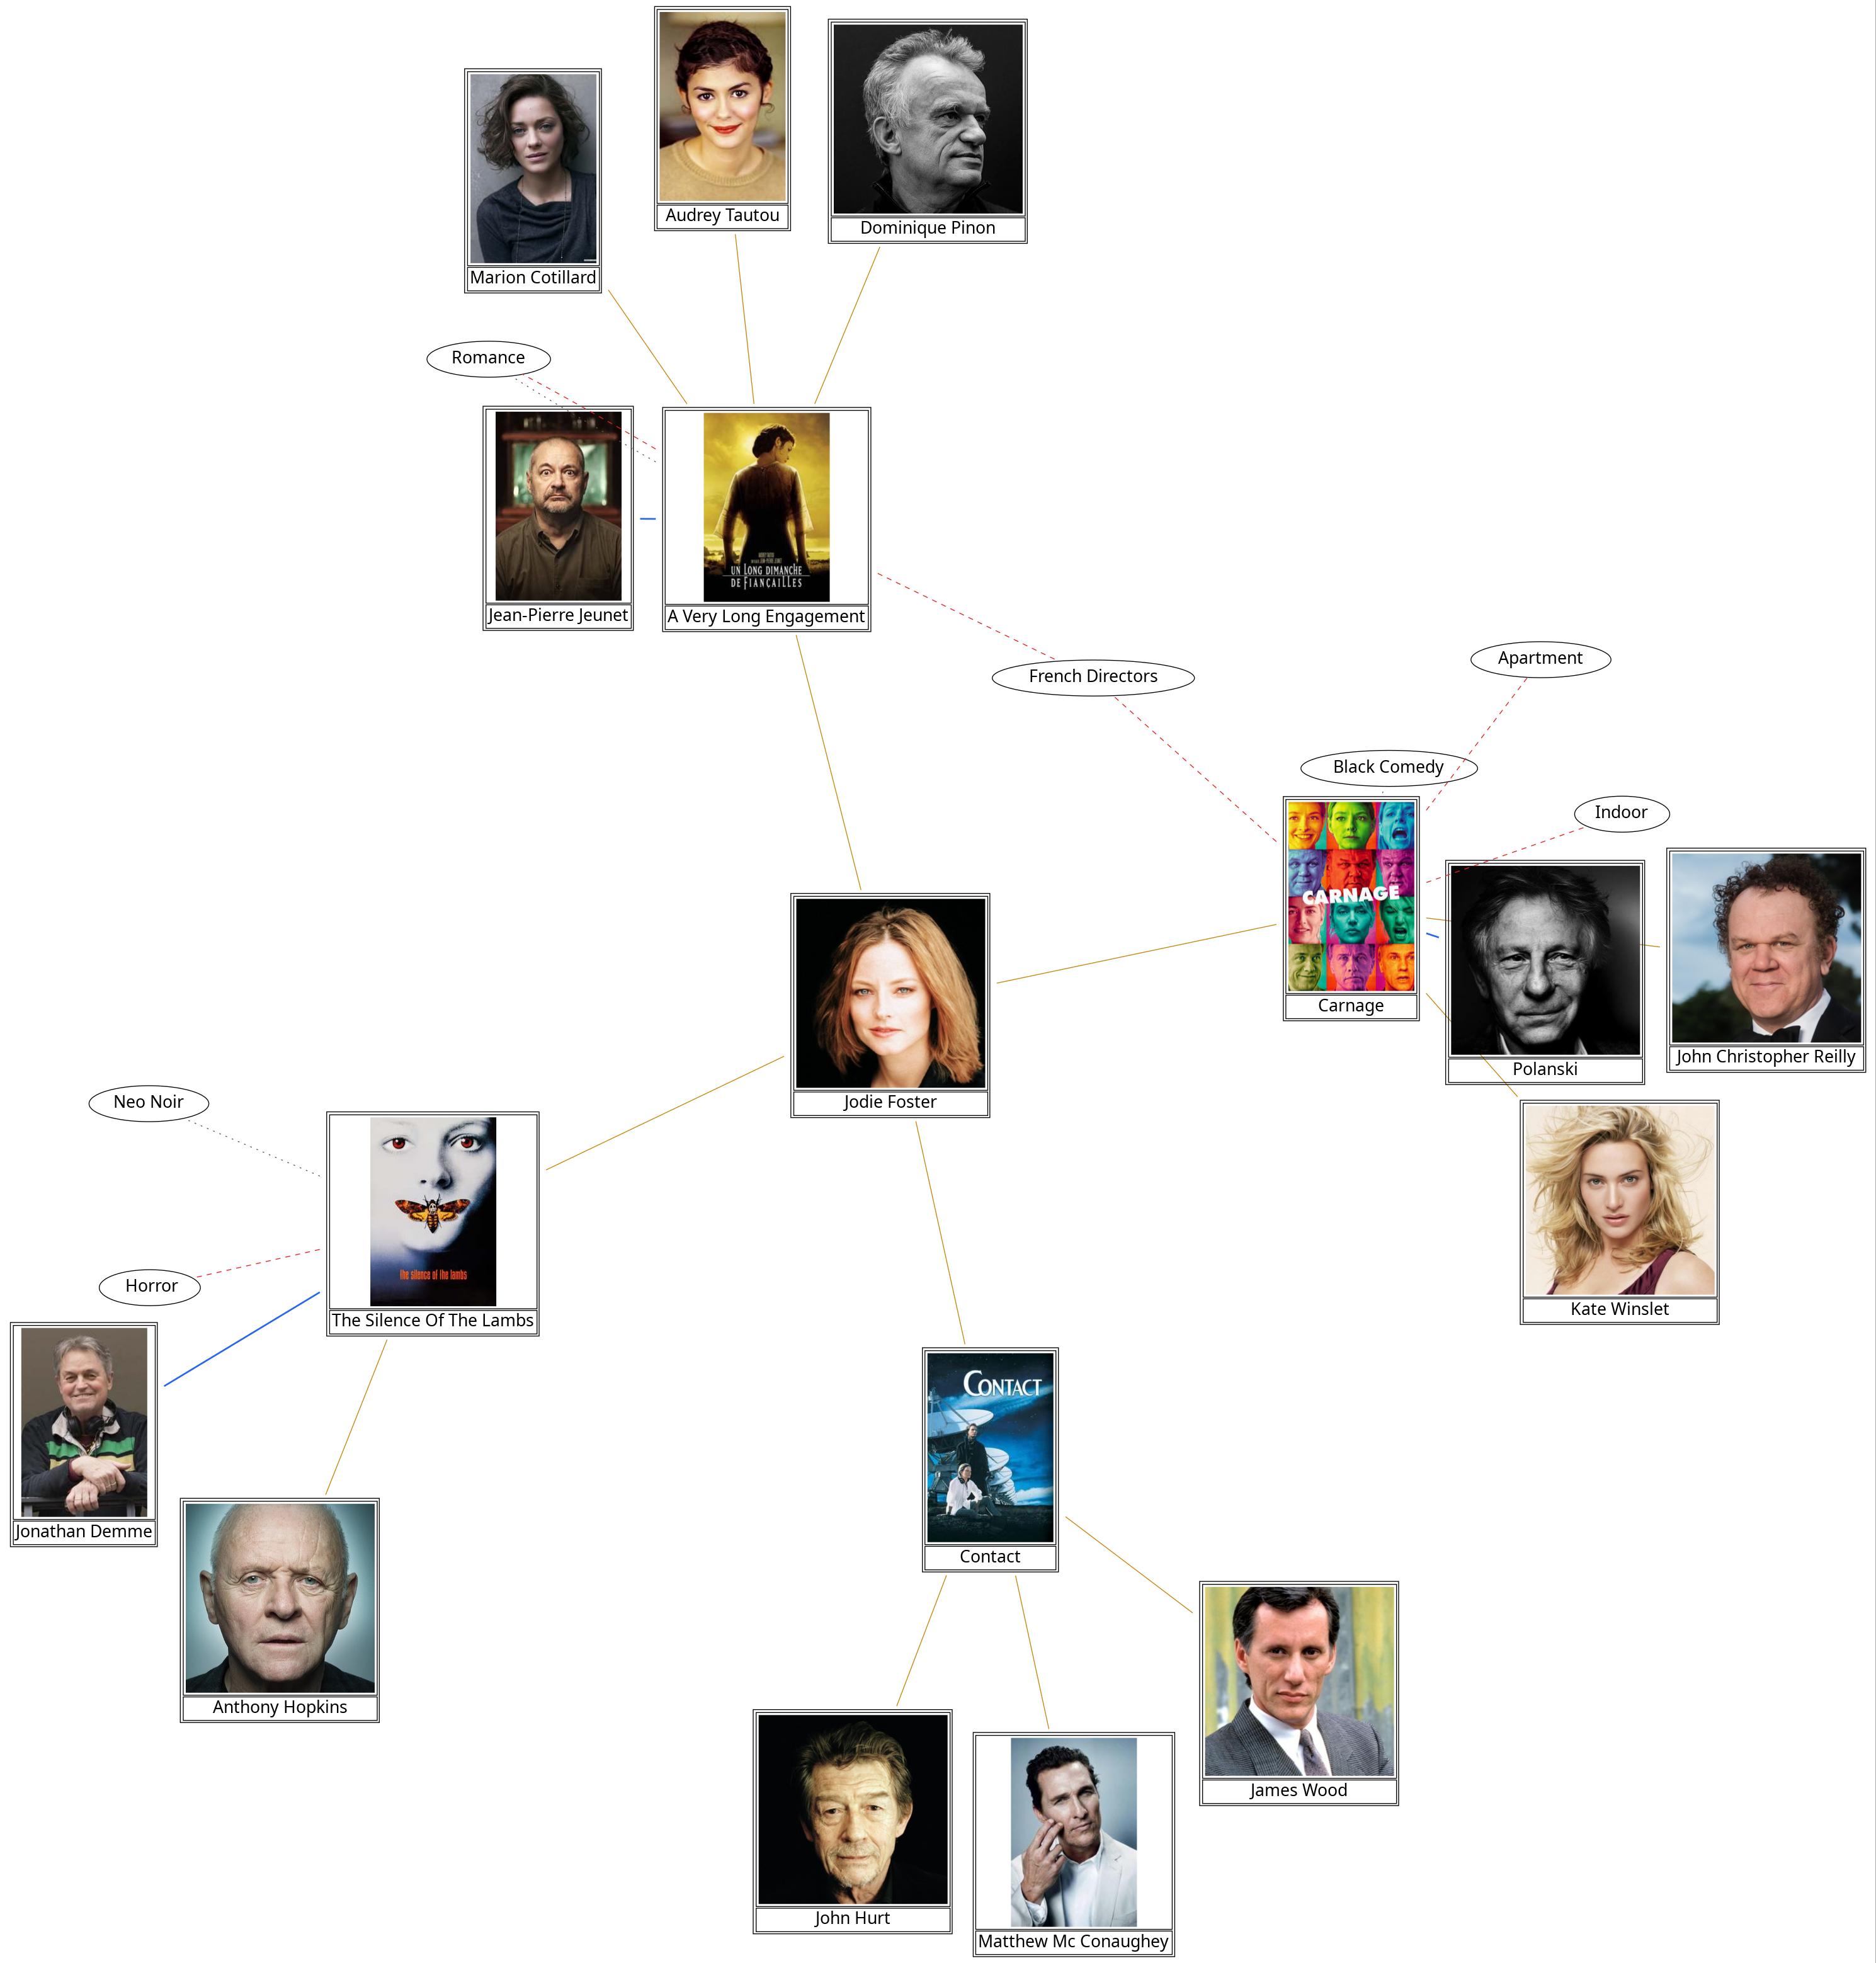 Marion Cotillard
Audrey Tautou
Dominique Pinon
Romance
Jean-Pierre Jeunet
UN LONG DIMANCHE
DE FIANCAILLES
A Very Long Engagement
French Directors
Apartment
Black Comedy
Indoor
CARNAGE
Carnage
Polanski
John Christopher Reilly
Kate Winslet
Jodie Foster
Neo Noir
Horror
the silence of the lambs
The Silence Of The Lambs
Jonathan Demme
Anthony Hopkins
CONTACT
Contact
James Wood
John Hurt
Matthew Mc Conaughey